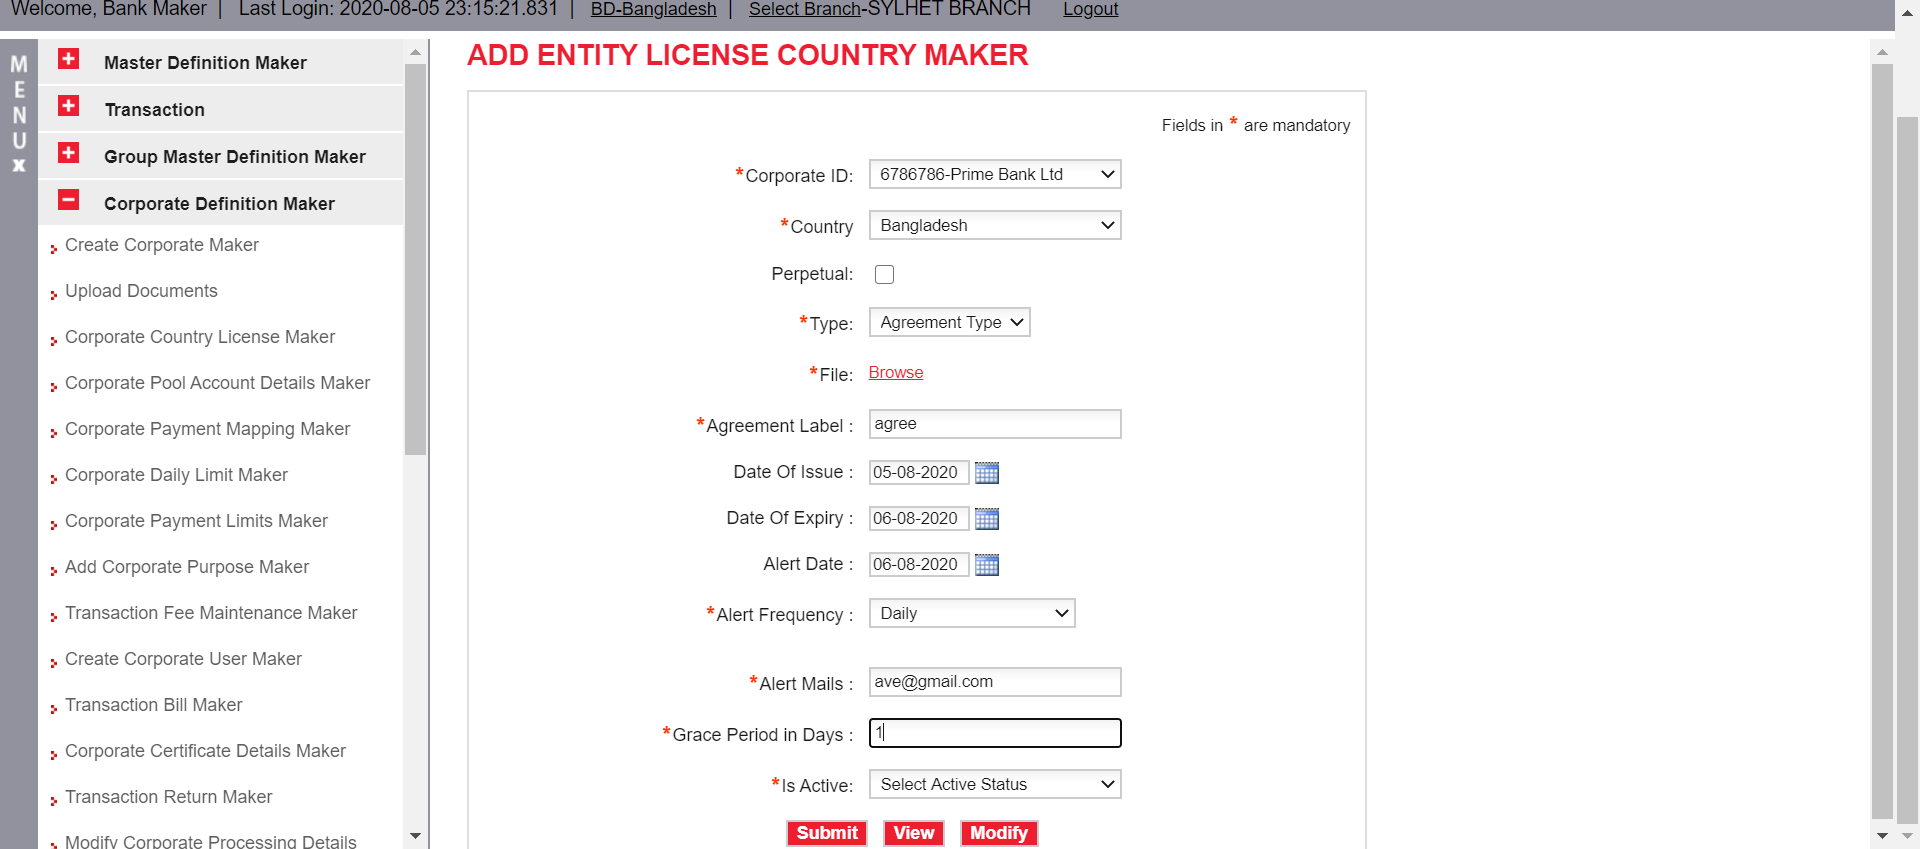 Welcome, Bank Maker | Last Login: 2020-08-05 23:15:21.831 | BD-Bangladesh | Select Branch-SYLHET BRANCH Logout
MENU X
Master Definition Maker
Transaction
Group Master Definition Maker
Corporate Definition Maker
Create Corporate Maker
Upload Documents
Corporate Country License Maker
Corporate Pool Account Details Maker
Corporate Payment Mapping Maker
Corporate Daily Limit Maker
Corporate Payment Limits Maker
Add Corporate Purpose Maker
Transaction Fee Maintenance Maker
Create Corporate User Maker
Transaction Bill Maker
Corporate Certificate Details Maker
Transaction Return Maker
Modify Corporate Processing Details
ADD ENTITY LICENSE COUNTRY MAKER
Fields in * are mandatory
*Corporate ID: 6786786-Prime Bank Ltd
*Country Bangladesh
Perpetual:
*Type: Agreement Type
*File: Browse
*Agreement Label : agree
Date Of Issue : 05-08-2020
Date Of Expiry : 06-08-2020
Alert Date : 06-08-2020
*Alert Frequency : Daily
*Alert Mails : ave@gmail.com
*Grace Period in Days : 1
*Is Active: Select Active Status
Submit View Modify